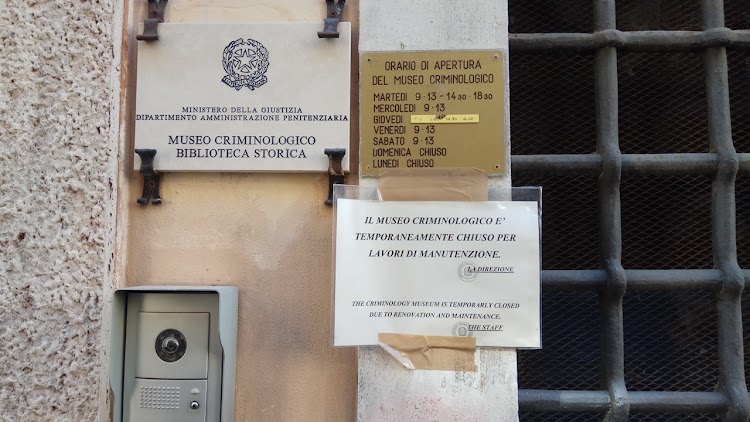 MINISTERO DELLA GIUSTIZIA
DIPARTIMENTO AMMINISTRAZIONE PENITENZIARIA
MUSEO CRIMINOLOGICO
BIBLIOTECA STORICA
ORARIO DI APERTURA
DEL MUSEO CRIMINOLOGICO
MARTEDI 9·13 - 14.30·18.30
MERCOLEDI 9·13
GIOVEDI
VENERDI 9·13
SABATO 9·13
DOMENICA CHIUSO
LUNEDI CHIUSO
IL MUSEO CRIMINOLOGICO E'
TEMPORANEAMENTE CHIUSO PER
LAVORI DI MANUTENZIONE.
LA DIREZIONE
THE CRIMINOLOGY MUSEUM IS TEMPORARLY CLOSED
DUE TO RENOVATION AND MAINTENANCE.
THE STAFF